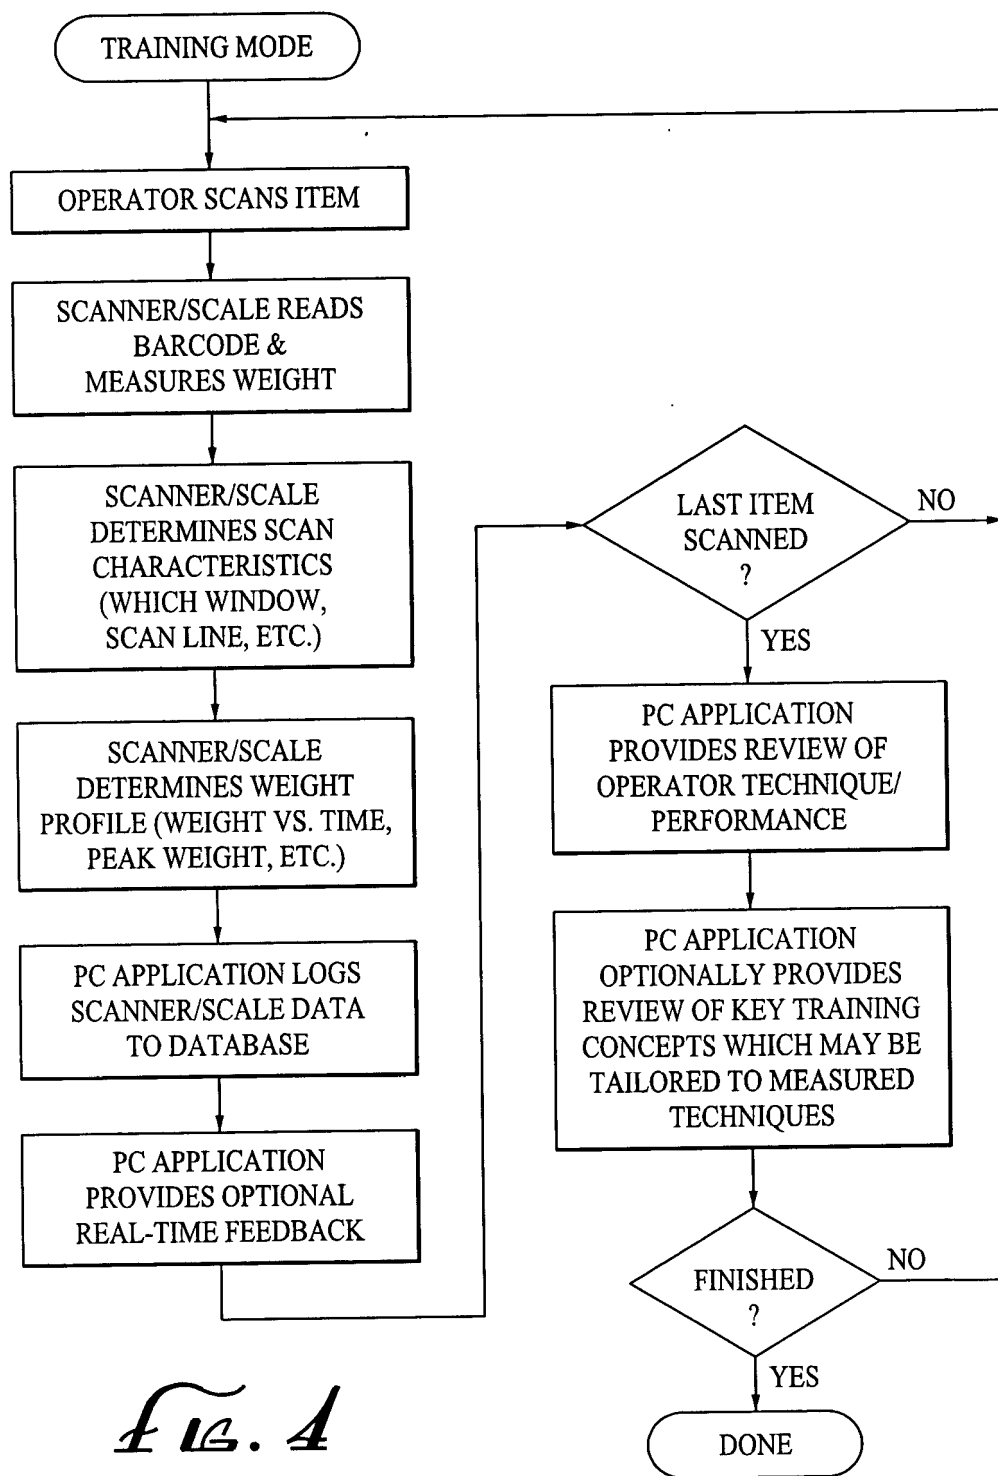 TRAINING MODE
OPERATOR SCANS ITEM
SCANNER/SCALE READS
BARCODE &
MEASURES WEIGHT
SCANNER/SCALE
DETERMINES SCAN
CHARACTERISTICS
(WHICH WINDOW,
SCAN LINE, ETC.)
SCANNER/SCALE
DETERMINES WEIGHT
PROFILE (WEIGHT VS. TIME,
PEAK WEIGHT, ETC.)
PC APPLICATION LOGS
SCANNER/SCALE DATA
TO DATABASE
PC APPLICATION
PROVIDES OPTIONAL
REAL-TIME FEEDBACK
LAST ITEM
SCANNED
?
NO
YES
PC APPLICATION
PROVIDES REVIEW OF
OPERATOR TECHNIQUE/
PERFORMANCE
PC APPLICATION
OPTIONALLY PROVIDES
REVIEW OF KEY TRAINING
CONCEPTS WHICH MAY BE
TAILORED TO MEASURED
TECHNIQUES
FINISHED
?
NO
YES
DONE
FIG. 4